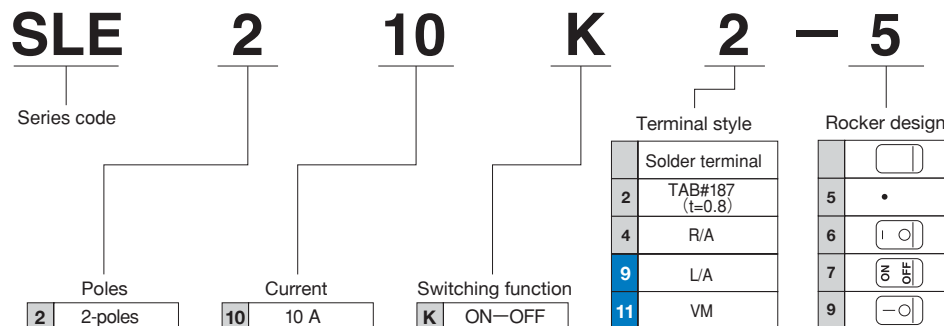 SLE 2 10 K 2 － 5
Series code
Terminal style
Rocker design
Solder terminal
2 TAB#187
（t=0.8）
4 R/A
9 L/A
11 VM
5 •
6 － ○
7 ON OFF
9 － ○
Poles
2 2-poles
Current
10 10 A
Switching function
K ON－OFF